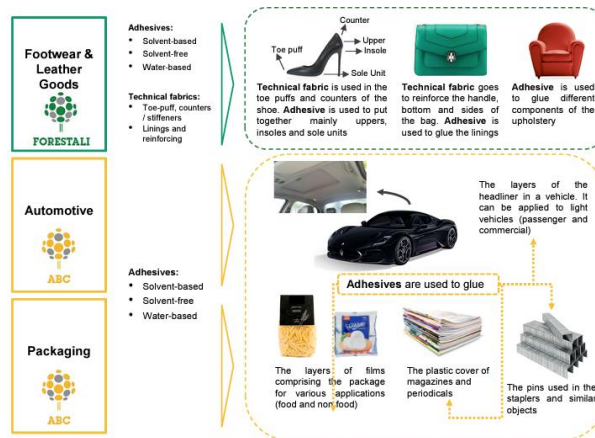 Footwear &
Leather
Goods
FORESTALI
Adhesives:
• Solvent-based
• Solvent-free
• Water-based
Technical fabrics:
• Toe-puff, counters
/ stiffeners
• Linings and
reinforcing
Counter
Upper
Insole
Toe puff
Sole Unit
Technical fabric is used in the
toe puffs and counters of the
shoe. Adhesive is used to put
together mainly uppers,
insoles and sole units
Technical fabric goes
to reinforce the handle,
bottom and sides of
the bag. Adhesive is
used to glue the linings
Adhesive is used
to glue different
components of the
upholstery
Automotive
ABC
Packaging
ABC
Adhesives:
• Solvent-based
• Solvent-free
• Water-based
The layers of the
headliner in a vehicle. It
can be applied to light
vehicles (passenger and
commercial)
Adhesives are used to glue
The layers of films
comprising the package
for various applications
(food and non food)
The plastic cover of
magazines and
periodicals
The pins used in the
staplers and similar
objects